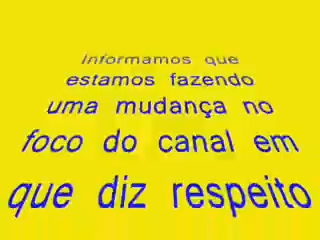 Informamos que
estamos fazendo
uma mudança no
foco do canal em
que diz respeito